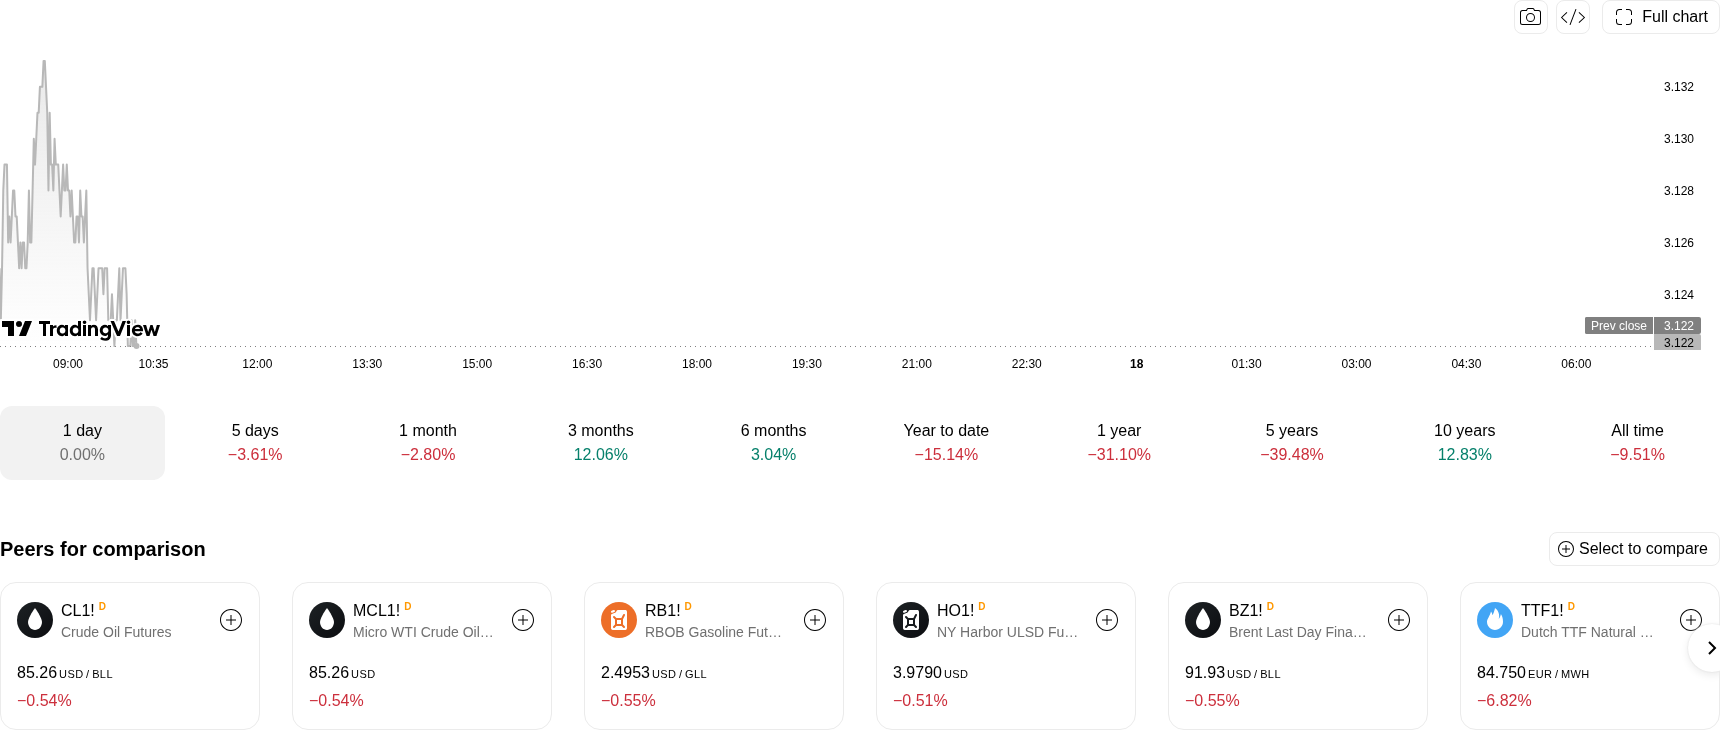 Full chart
3.132
3.130
3.128
3.126
3.124
Prev close 3.122
3.122
TradingView
09:00 10:35 12:00 13:30 15:00 16:30 18:00 19:30 21:00 22:30 18 01:30 03:00 04:30 06:00
1 day 5 days 1 month 3 months 6 months Year to date 1 year 5 years 10 years All time
0.00% −3.61% −2.80% 12.06% 3.04% −15.14% −31.10% −39.48% 12.83% −9.51%
Peers for comparison
Select to compare
CL1! D
Crude Oil Futures
85.26 USD / BLL
−0.54%
MCL1! D
Micro WTI Crude Oil…
85.26 USD
−0.54%
RB1! D
RBOB Gasoline Fut…
2.4953 USD / GLL
−0.55%
HO1! D
NY Harbor ULSD Fu…
3.9790 USD
−0.51%
BZ1! D
Brent Last Day Fina…
91.93 USD / BLL
−0.55%
TTF1! D
Dutch TTF Natural …
84.750 EUR / MWH
−6.82%